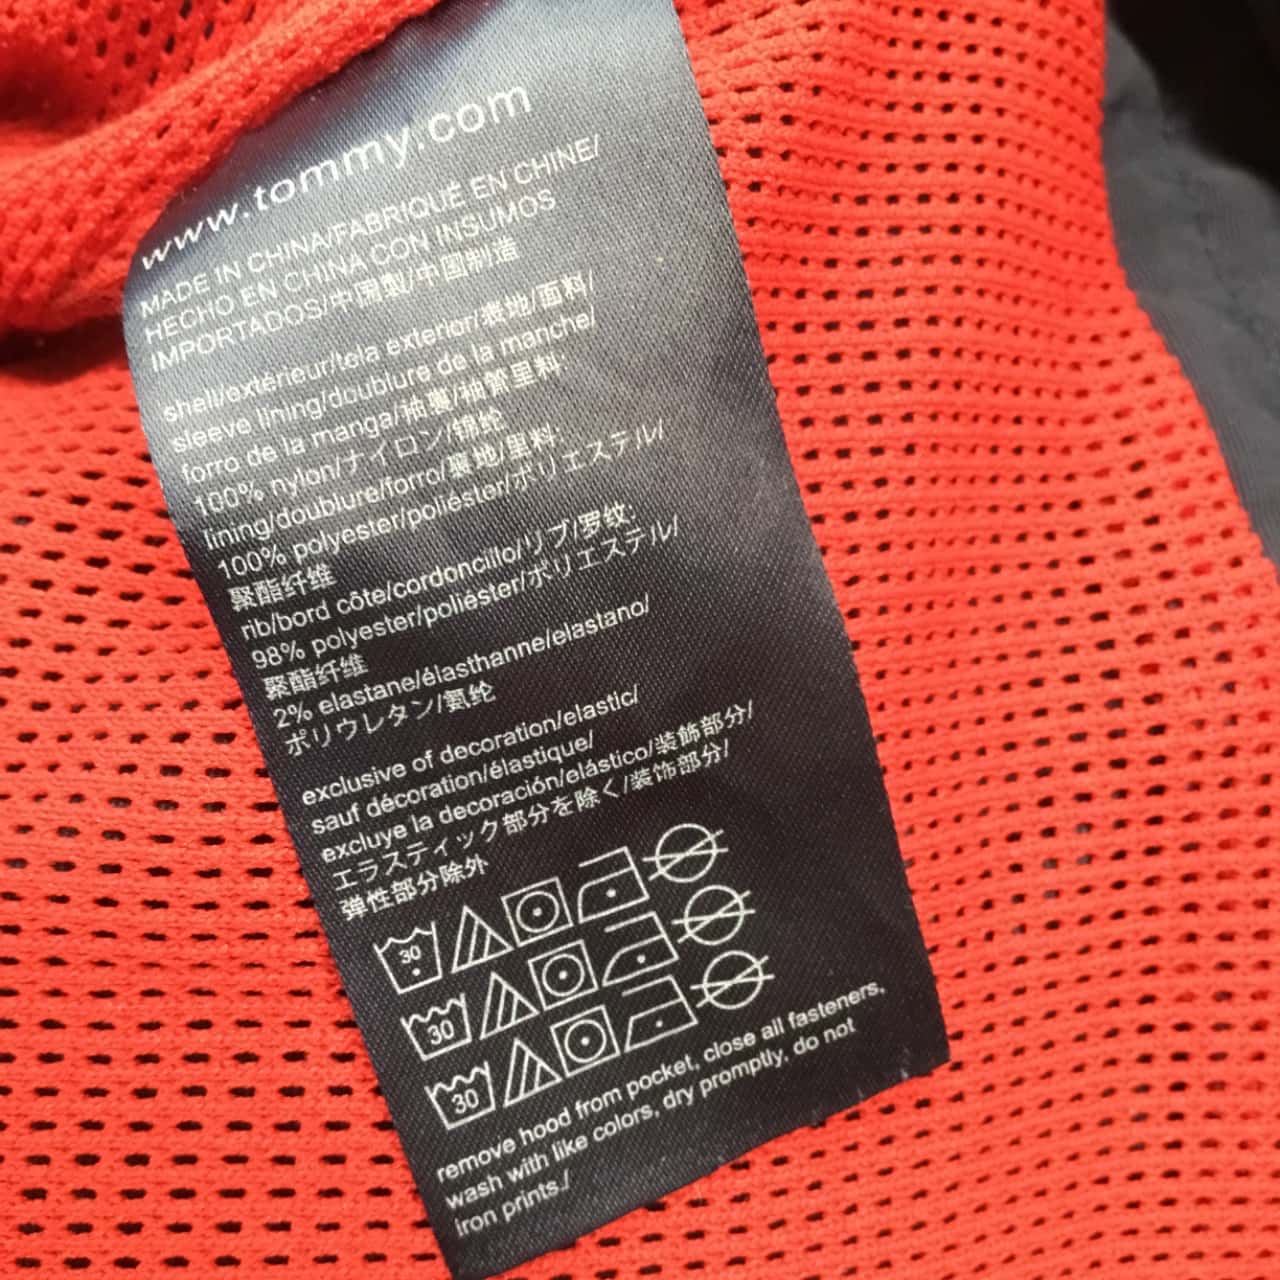 www.tommy.com
MADE IN CHINA/FABRIQUÉ EN CHINE/
HECHO EN CHINA CON INSUMOS
IMPORTADOS/中国製/中国制造
shell/extérieur/tela exterior/表地/面料/
sleeve lining/doublure de la manche/
forro de la manga/袖裏/袖管里料:
100% nylon/ナイロン/锦纶
lining/doublure/forro/裏地/里料:
100% polyester/poliéster/ポリエステル/
聚酯纤维
rib/bord côte/cordoncillo/リブ/罗纹:
98% polyester/poliéster/ポリエステル/
聚酯纤维
2% elastane/élasthanne/elastano/
ポリウレタン/氨纶
exclusive of decoration/elastic/
sauf décoration/élastique/
excluye la decoración/elástico/装飾部分/
エラスティック部分を除く/装饰部分/
弹性部分除外
30
30
30
remove hood from pocket, close all fasteners,
wash with like colors, dry promptly, do not
iron prints./